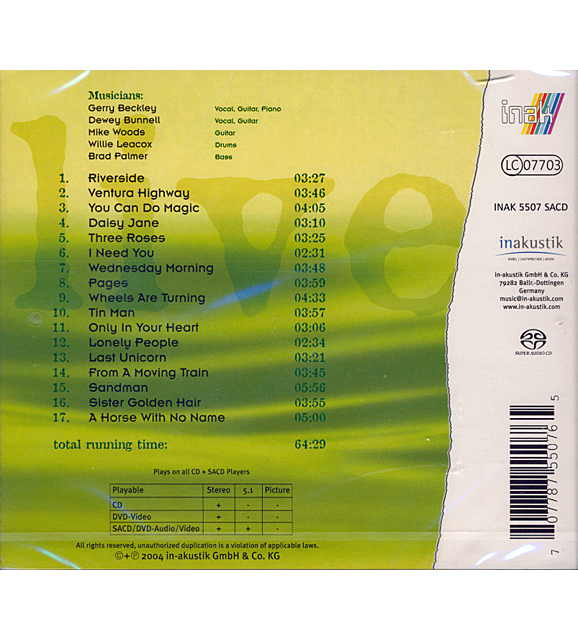 live
Musicians:
Gerry Beckley Vocal, Guitar, Piano
Dewey Bunnell Vocal, Guitar
Mike Woods Guitar
Willie Leacox Drums
Brad Palmer Bass
1. Riverside 03:27
2. Ventura Highway 03:46
3. You Can Do Magic 04:05
4. Daisy Jane 03:10
5. Three Roses 03:25
6. I Need You 02:31
7. Wednesday Morning 03:48
8. Pages 03:59
9. Wheels Are Turning 04:33
10. Tin Man 03:57
11. Only In Your Heart 03:06
12. Lonely People 02:34
13. Last Unicorn 03:21
14. From A Moving Train 03:45
15. Sandman 05:56
16. Sister Golden Hair 03:55
17. A Horse With No Name 05:00
total running time: 64:29
Plays on all CD + SACD Players
Playable Stereo 5.1 Picture
CD + - -
DVD-Video + - -
SACD/DVD-Audio/Video + + -
All rights reserved, unauthorized duplication is a violation of applicable laws.
©+℗ 2004 in-akustik GmbH & Co. KG
inak
LC 07703
INAK 5507 SACD
inakustik
KABEL | LAUTSPRECHER | MUSIK
in-akustik GmbH & Co. KG
79282 Ballr.-Dottingen
Germany
music@in-akustik.com
www.in-akustik.com
SUPER AUDIO CD
7 07787 55076 5